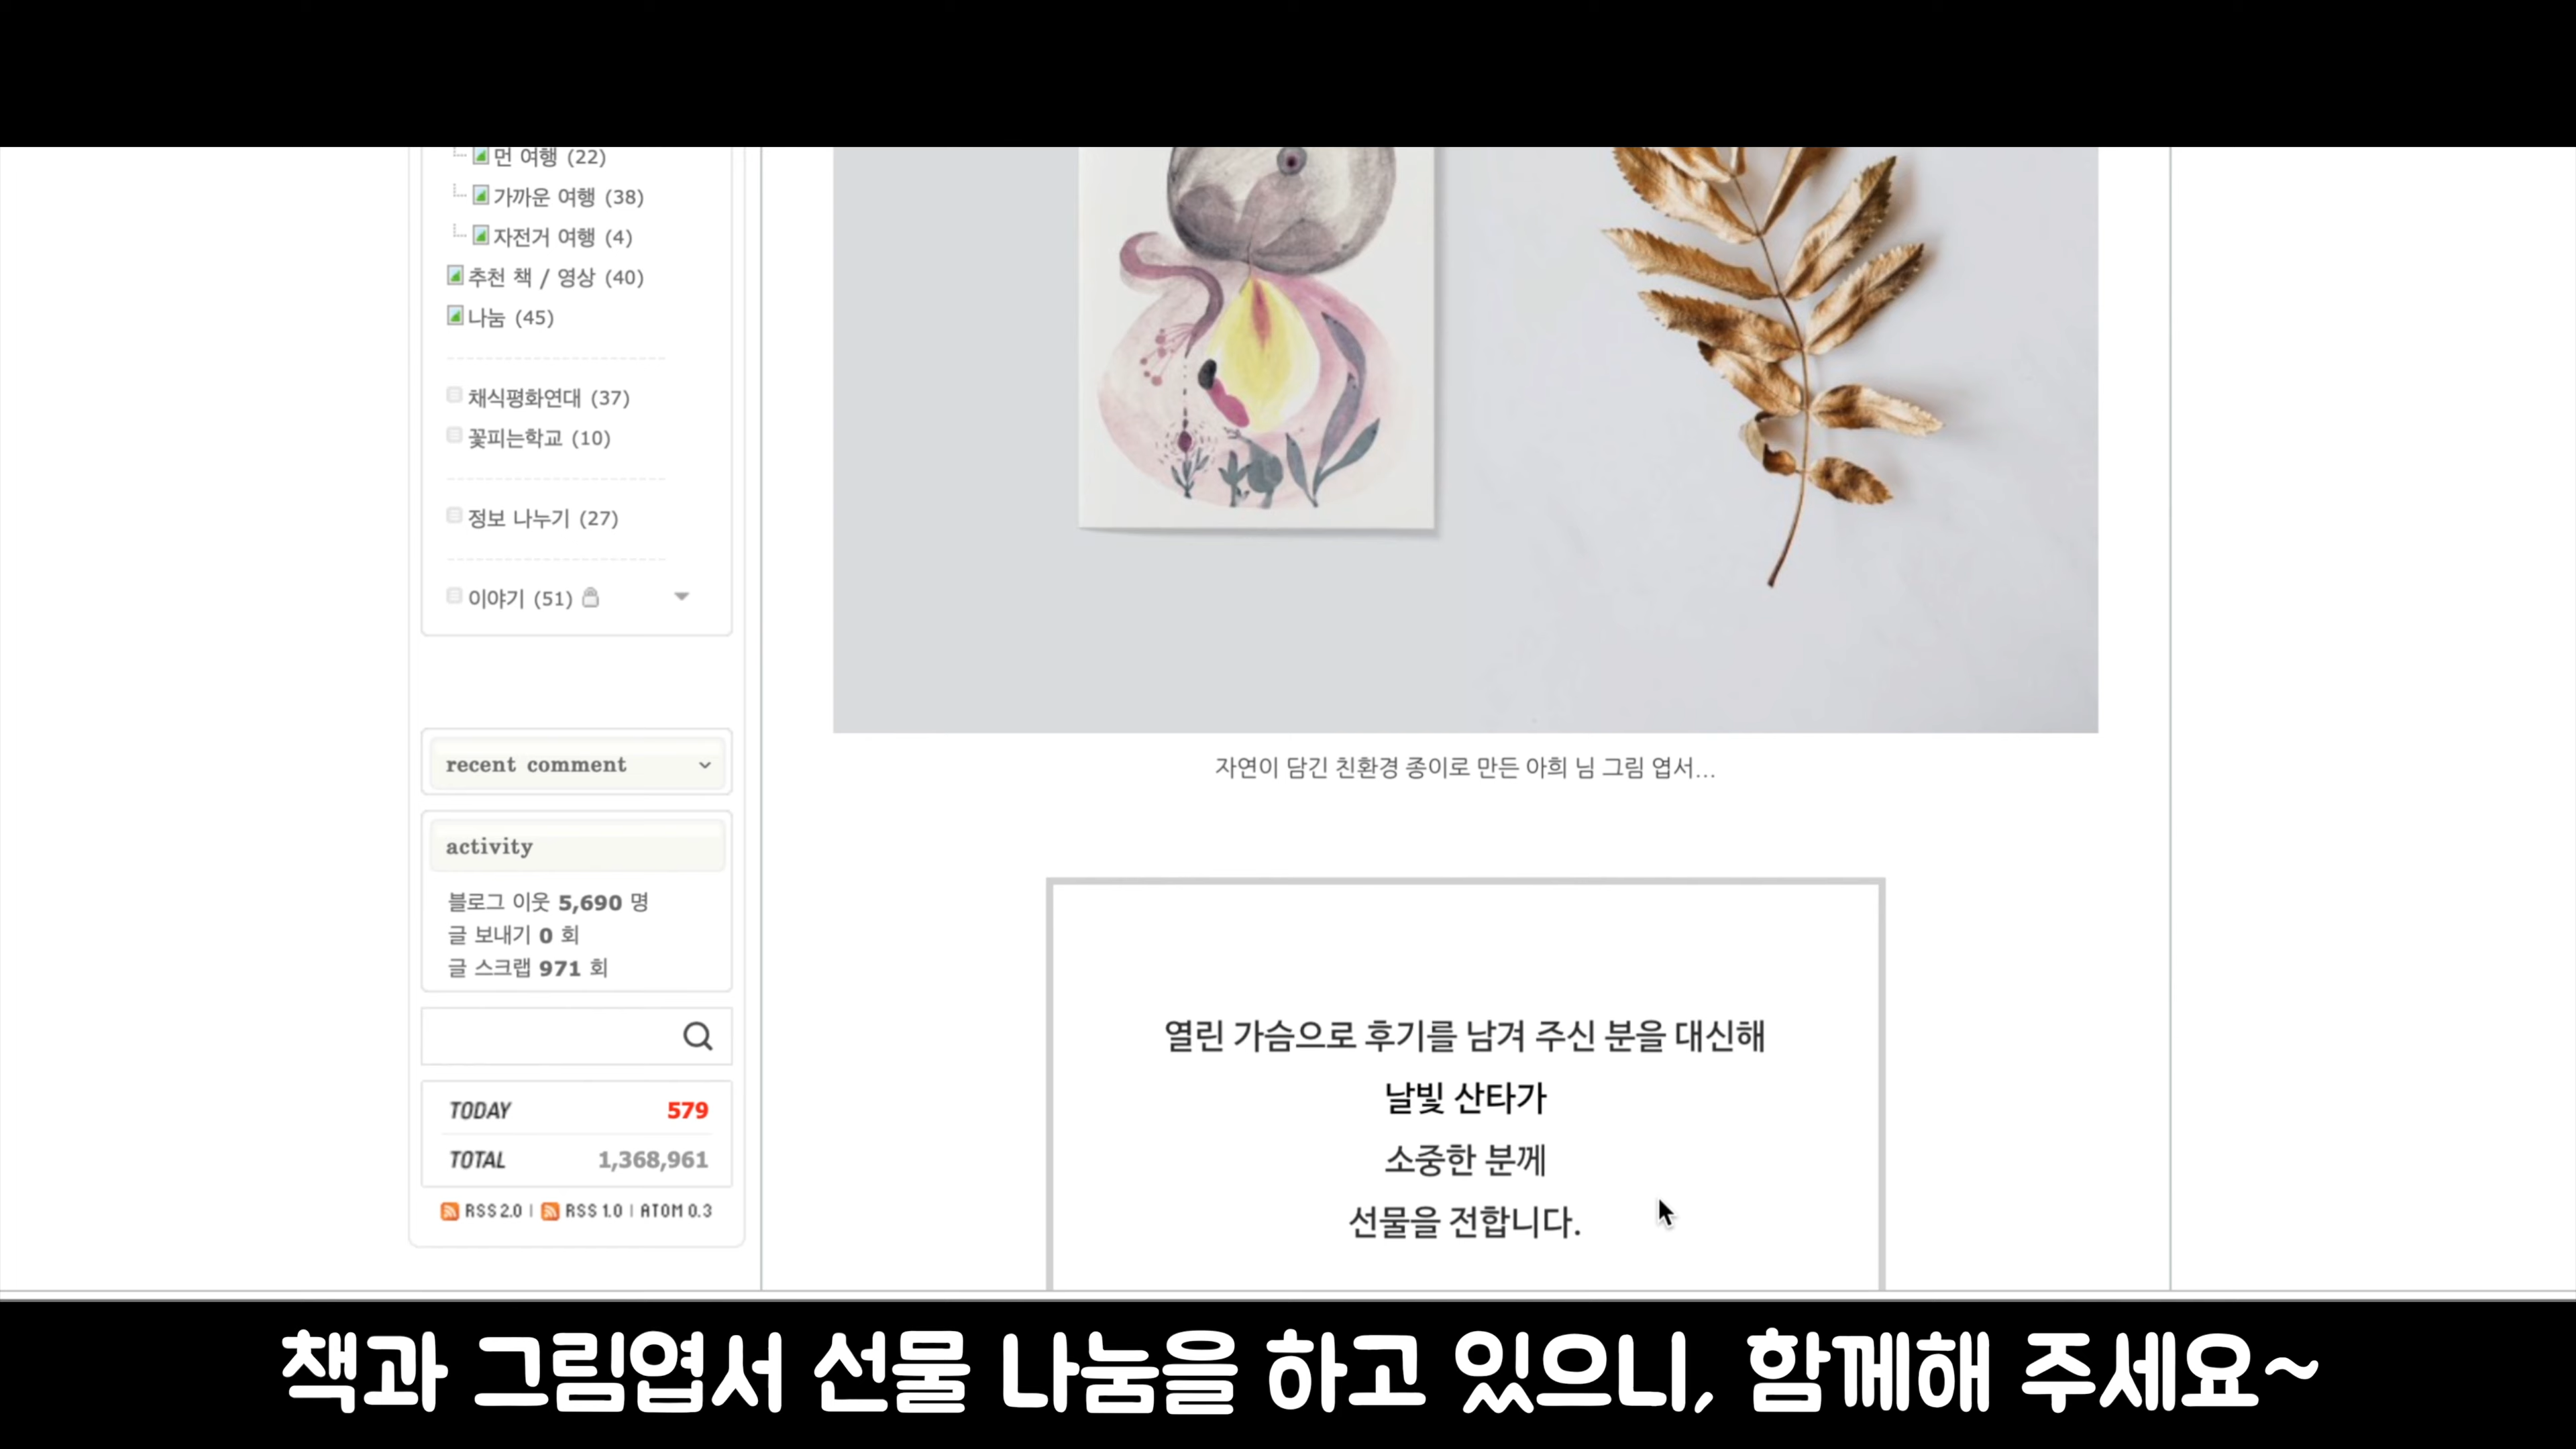 먼 여행 (22)
가까운 여행 (38)
자전거 여행 (4)
추천 책 / 영상 (40)
나눔 (45)
채식평화연대 (37)
꽃피는학교 (10)
정보 나누기 (27)
이야기 (51)
recent comment
activity
블로그 이웃 5,690 명
글 보내기 0 회
글 스크랩 971 회
TODAY 579
TOTAL 1,368,961
RSS 2.0 | RSS 1.0 | ATOM 0.3
자연이 담긴 친환경 종이로 만든 아희 님 그림 엽서...
열린 가슴으로 후기를 남겨 주신 분을 대신해
날빛 산타가
소중한 분께
선물을 전합니다.
책과 그림엽서 선물 나눔을 하고 있으니, 함께해 주세요~